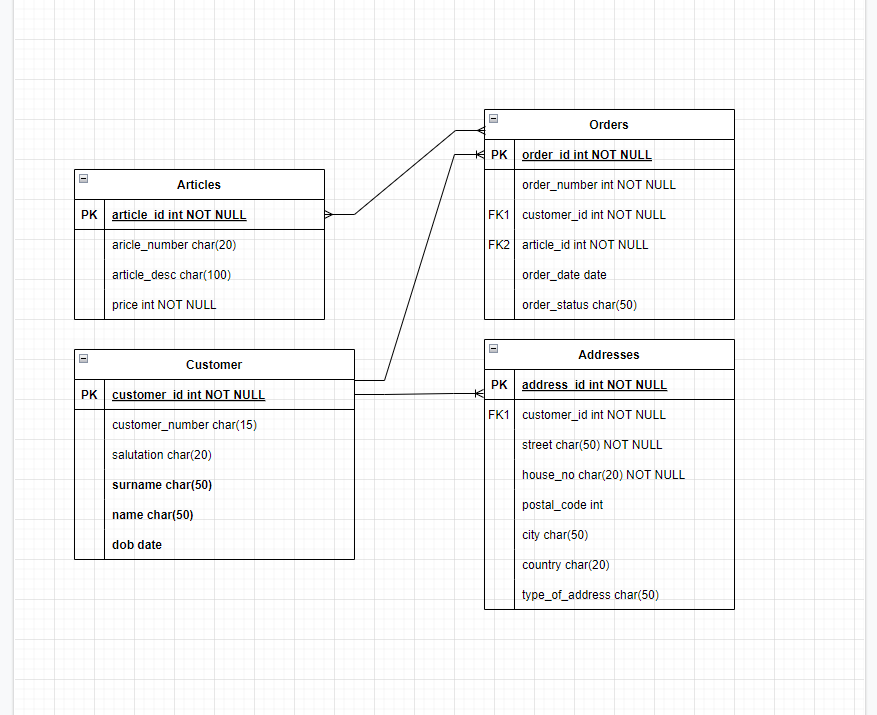 Orders
PK order_id int NOT NULL
order_number int NOT NULL
FK1 customer_id int NOT NULL
FK2 article_id int NOT NULL
order_date date
order_status char(50)
Articles
PK article_id int NOT NULL
aricle_number char(20)
article_desc char(100)
price int NOT NULL
Customer
PK customer_id int NOT NULL
customer_number char(15)
salutation char(20)
surname char(50)
name char(50)
dob date
Addresses
PK address_id int NOT NULL
FK1 customer_id int NOT NULL
street char(50) NOT NULL
house_no char(20) NOT NULL
postal_code int
city char(50)
country char(20)
type_of_address char(50)